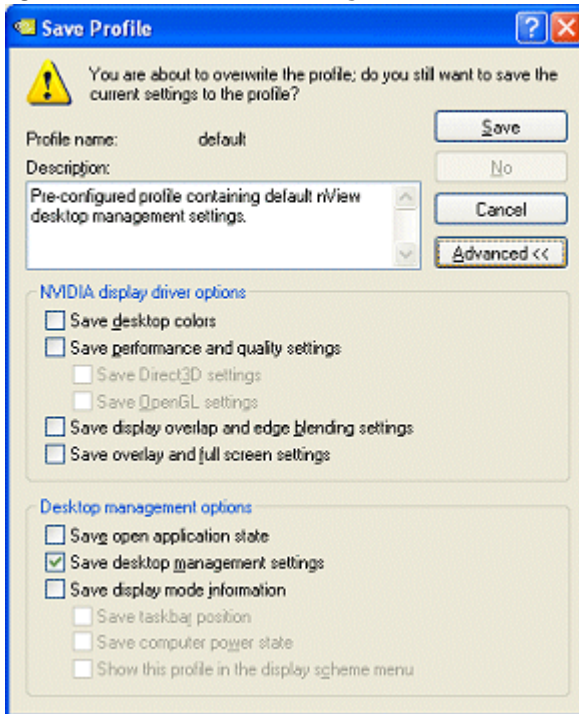 Save Profile
You are about to overwrite the profile; do you still want to save the
current settings to the profile?
Save
Profile name: default
Description:
No
Pre-configured profile containing default nView
desktop management settings.
Cancel
Advanced <<
NVIDIA display driver options
Save desktop colors
Save performance and quality settings
Save Direct3D settings
Save OpenGL settings
Save display overlap and edge blending settings
Save overlay and full screen settings
Desktop management options
Save open application state
Save desktop management settings
Save display mode information
Save taskbar position
Save computer power state
Show this profile in the display scheme menu